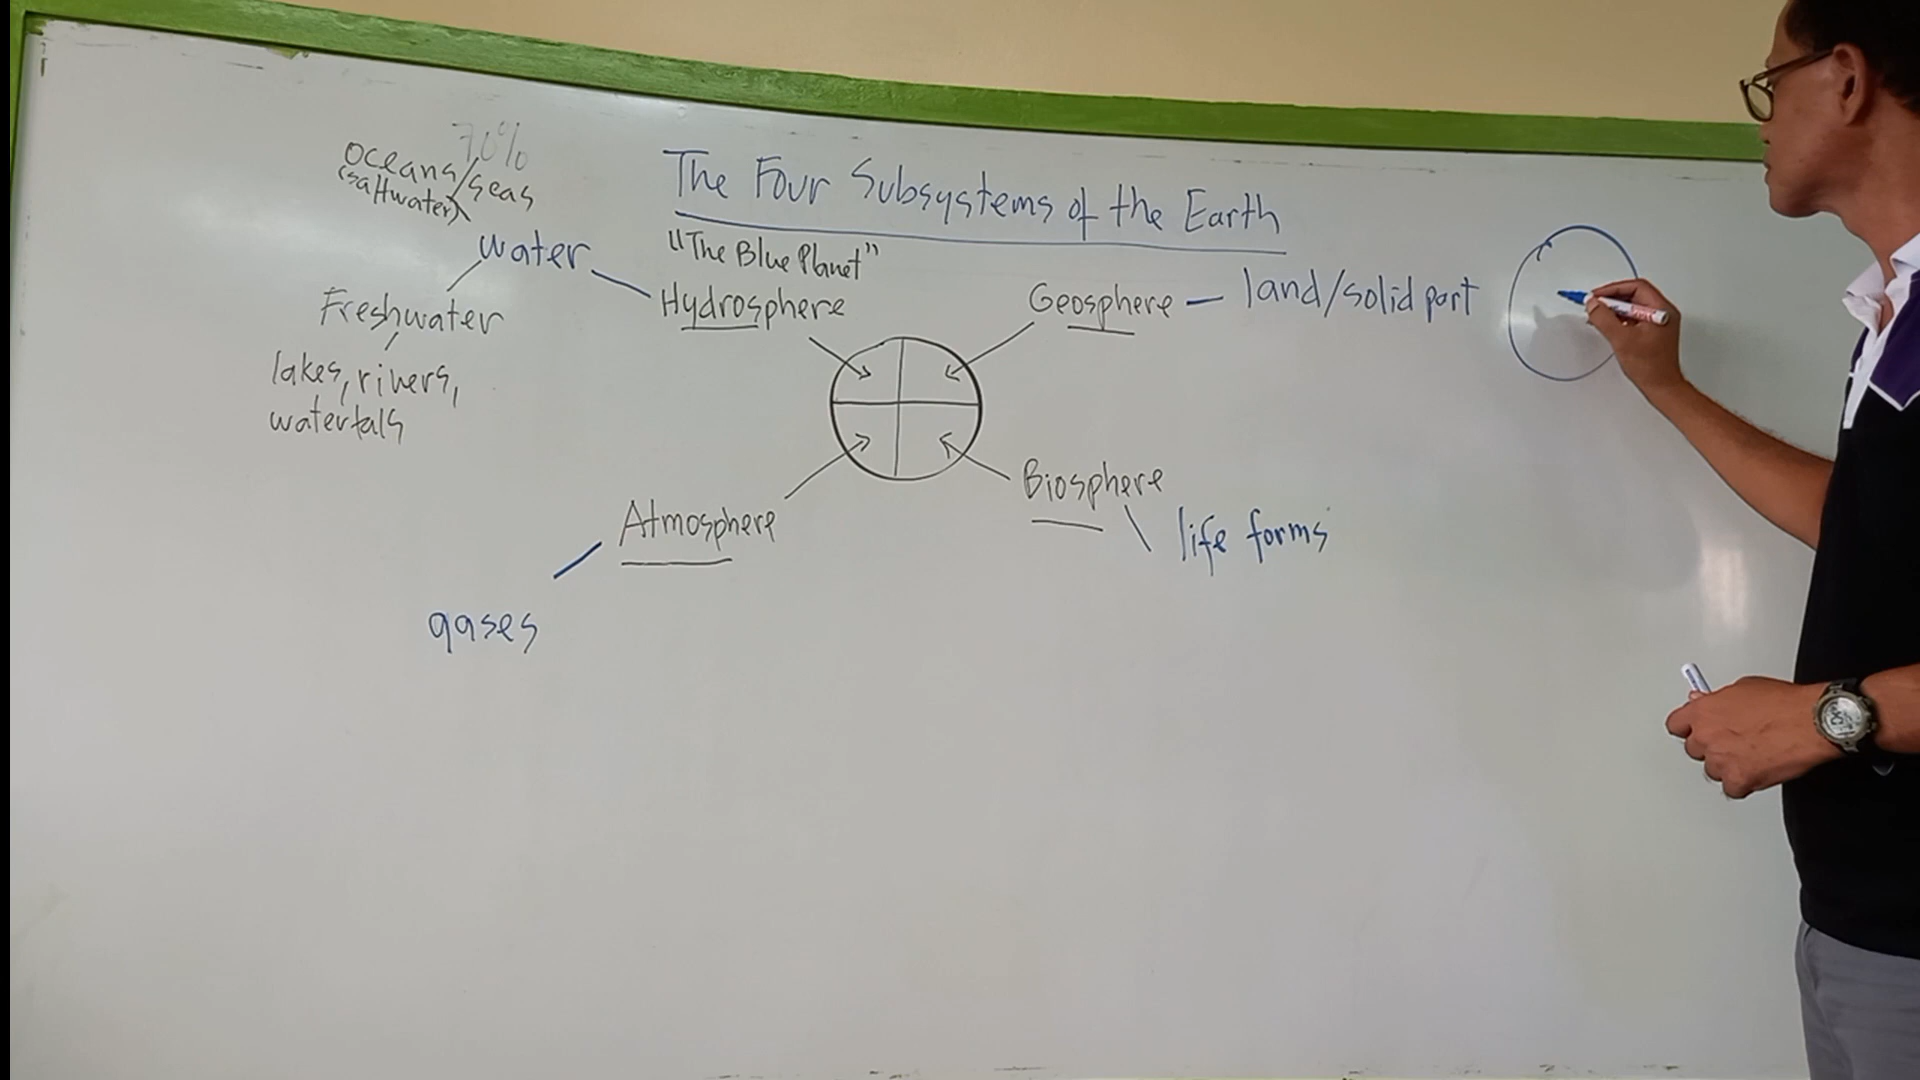 70%
oceans/seas
(saltwater)
The Four Subsystems of the Earth
water
"The Blue Planet"
Freshwater
Hydrosphere
Geosphere — land/solid part
lakes, rivers,
waterfalls
Biosphere
Atmosphere
life forms
gases